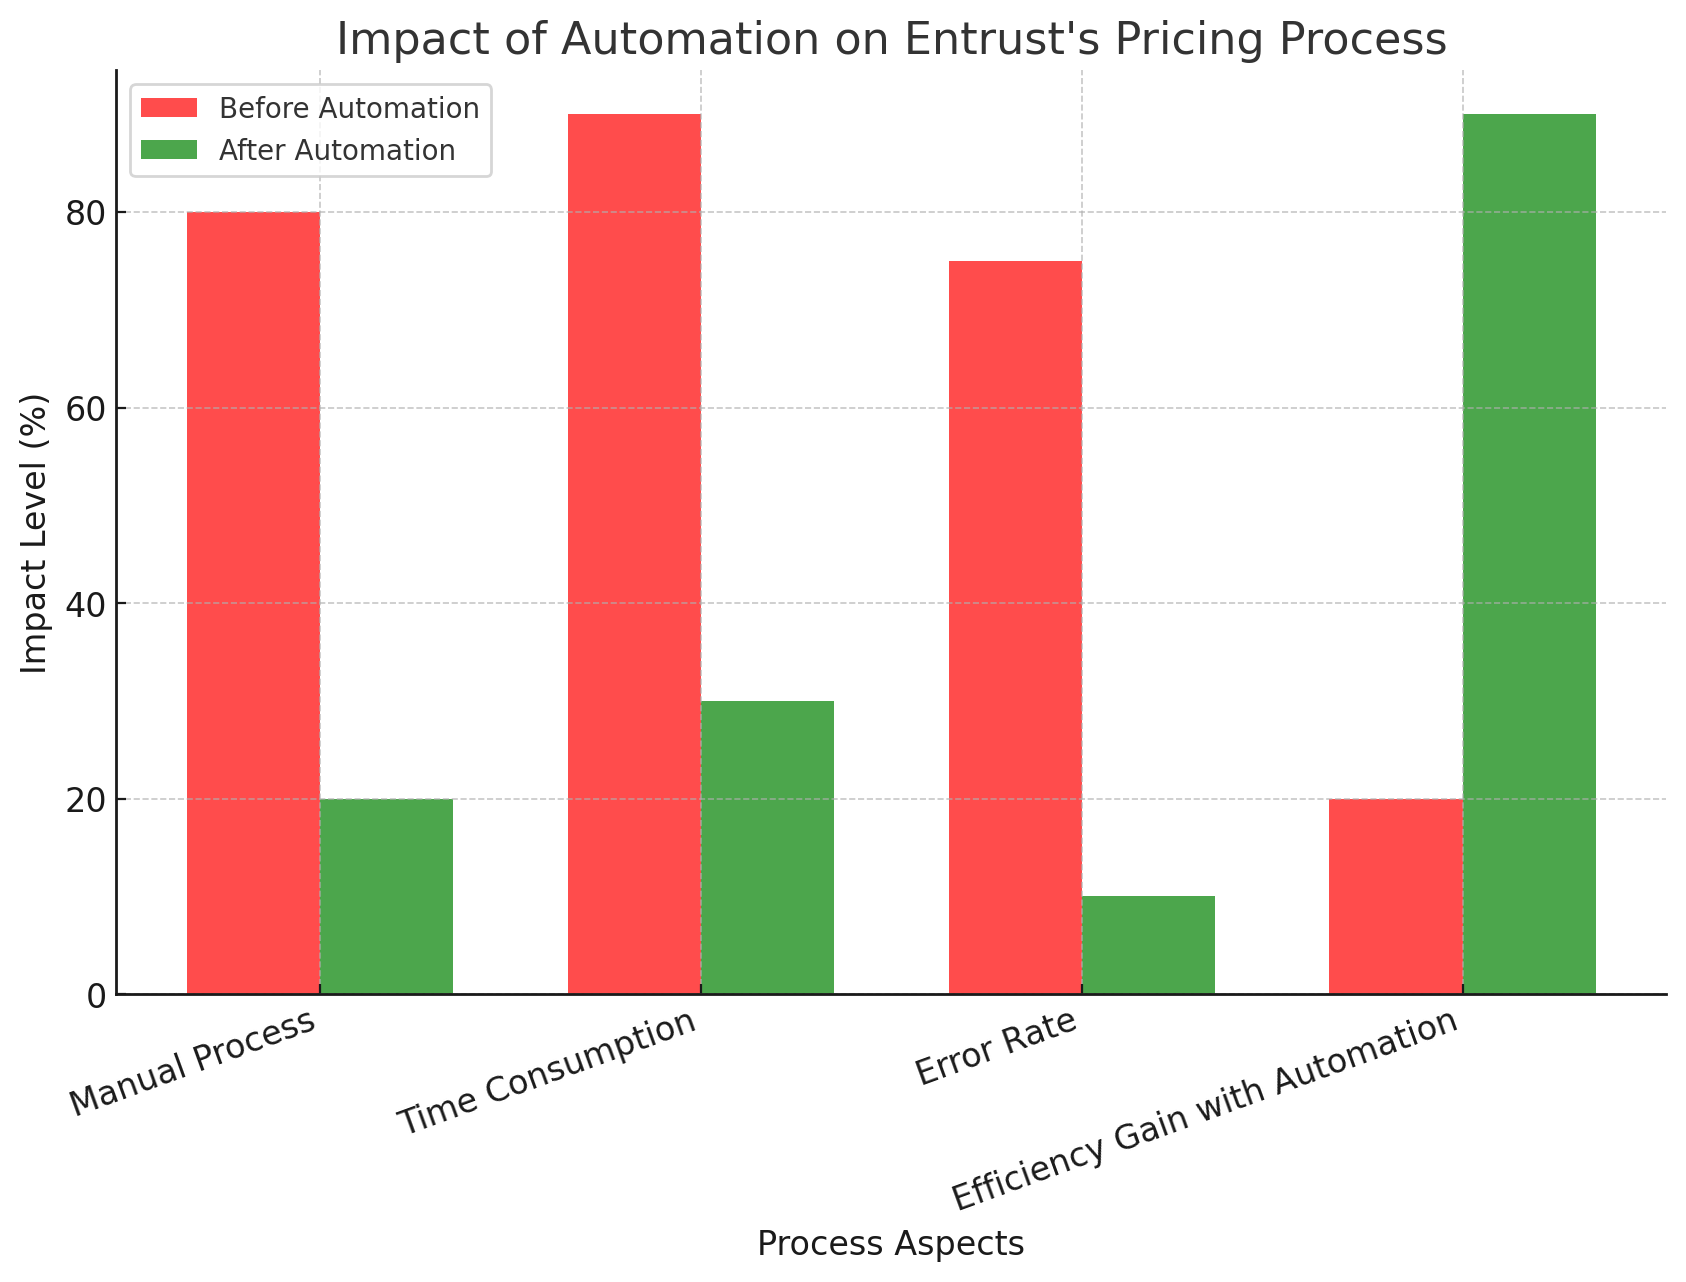 Impact of Automation on Entrust's Pricing Process
Before Automation
After Automation
Impact Level (%)
80
60
40
20
0
Manual Process
Time Consumption
Error Rate
Efficiency Gain with Automation
Process Aspects